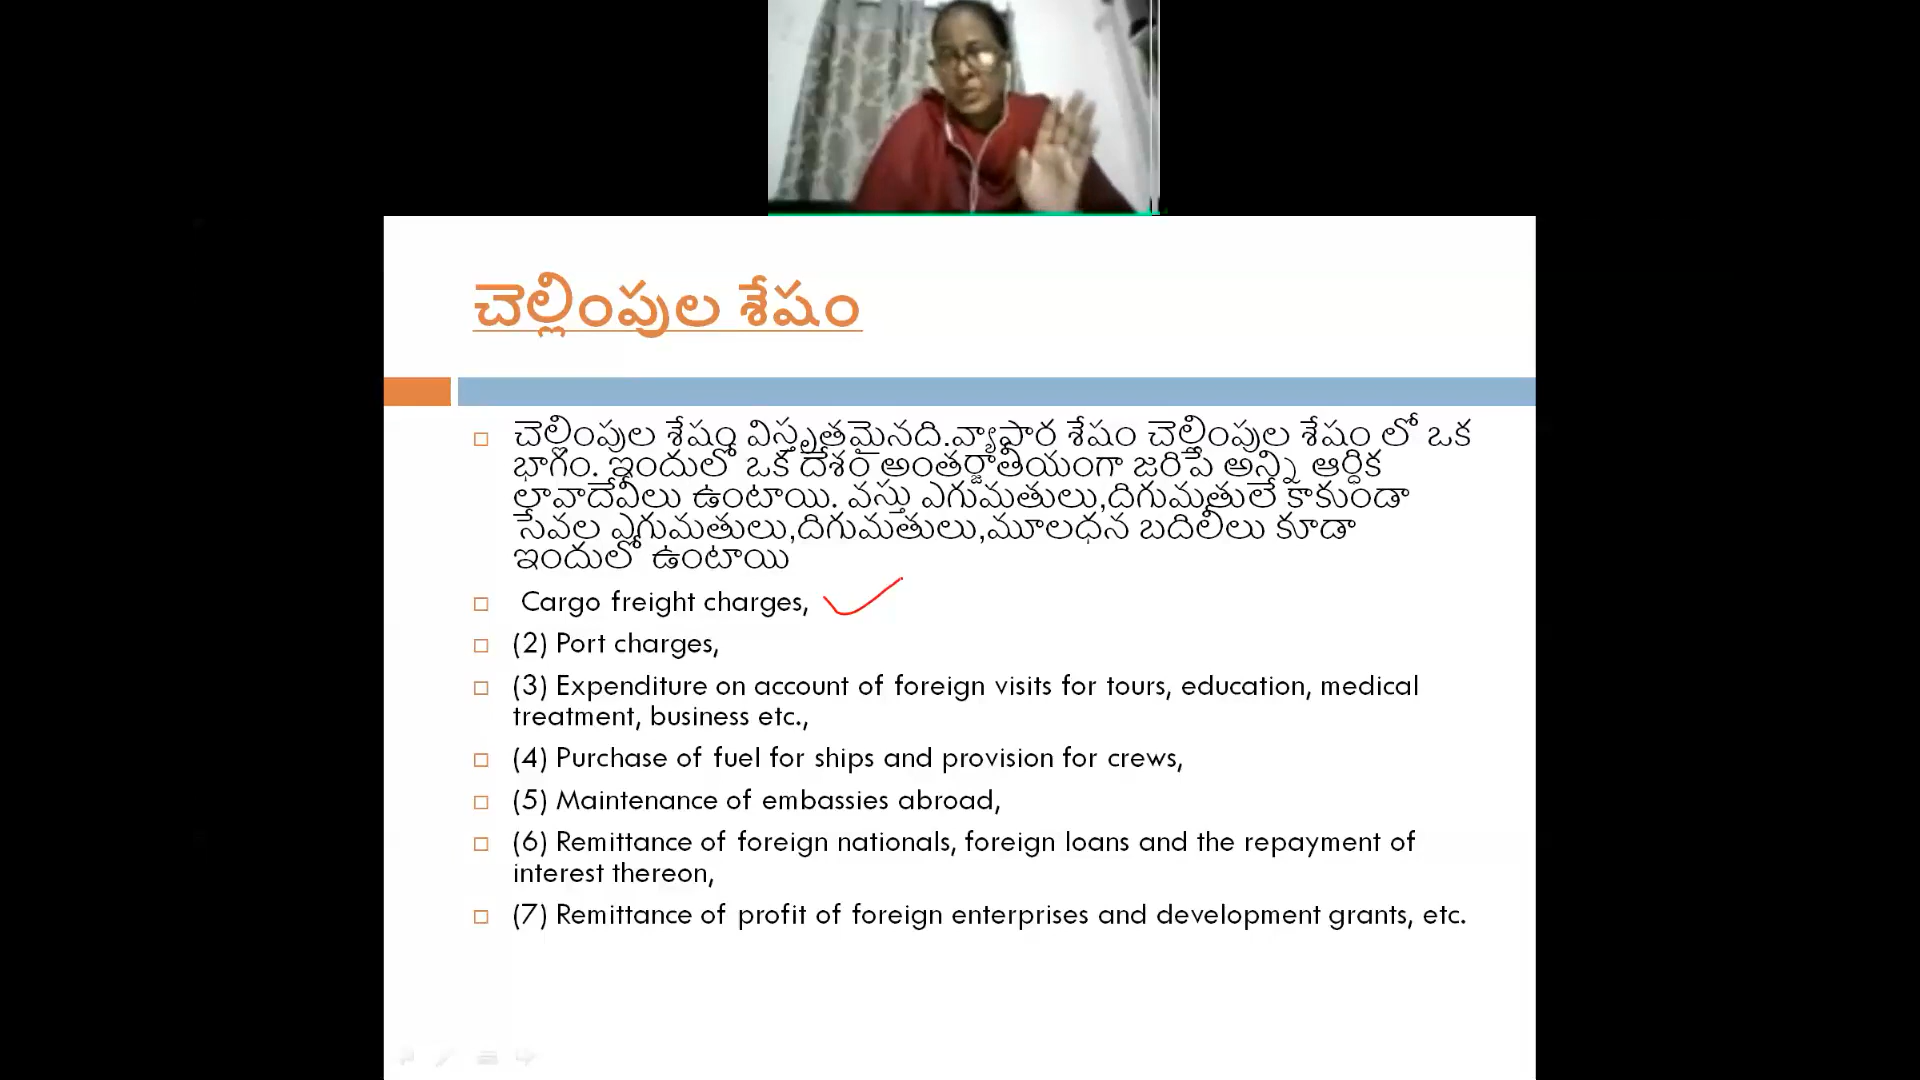 చెల్లింపుల శేషం
చెల్లింపుల శేషం విస్తృతమైనది.వ్యాపార శేషం చెల్లింపుల శేషం లో ఒక
భాగం. ఇందులో ఒక దేశం అంతర్జాతీయంగా జరిపే అన్ని ఆర్దిక
లావాదేవీలు ఉంటాయి. వస్తు ఎగుమతులు,దిగుమతులే కాకుండా
సేవల ఎగుమతులు,దిగుమతులు,మూలధన బదిలీలు కూడా
ఇందులో ఉంటాయి
Cargo freight charges,
(2) Port charges,
(3) Expenditure on account of foreign visits for tours, education, medical
treatment, business etc.,
(4) Purchase of fuel for ships and provision for crews,
(5) Maintenance of embassies abroad,
(6) Remittance of foreign nationals, foreign loans and the repayment of
interest thereon,
(7) Remittance of profit of foreign enterprises and development grants, etc.